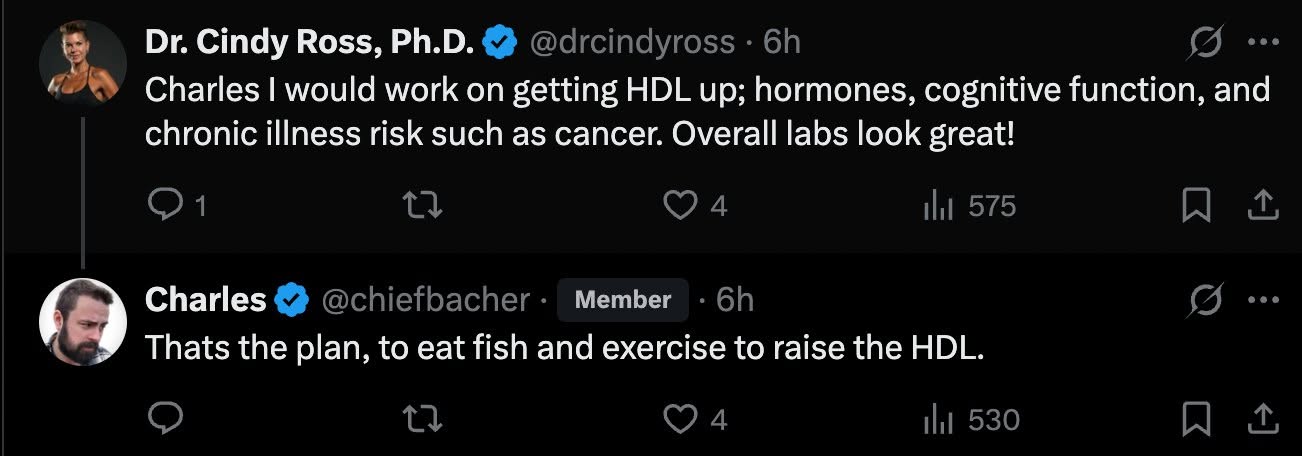 Dr. Cindy Ross, Ph.D. @drcindyross · 6h
Charles I would work on getting HDL up; hormones, cognitive function, and
chronic illness risk such as cancer. Overall labs look great!
1 4 575
Charles @chiefbacher · Member · 6h
Thats the plan, to eat fish and exercise to raise the HDL.
4 530